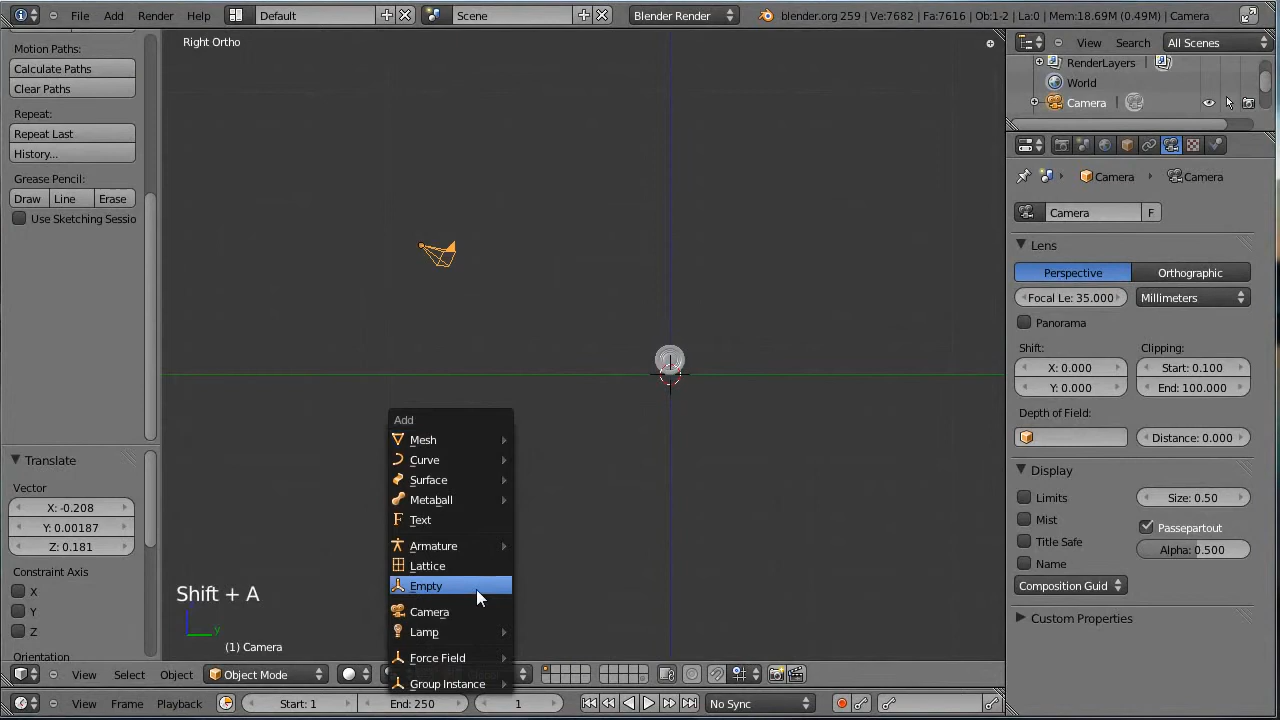 File Add Render Help Default Scene Blender Render blender.org 259 | Ve:7682 | Fa:7616 | Ob:1-2 | La:0 | Mem:18.69M (0.49M) | Camera
Motion Paths:
Calculate Paths
Clear Paths
Repeat:
Repeat Last
History...
Grease Pencil:
Draw Line Erase
Use Sketching Sessio
Translate
Vector
X: -0.208
Y: 0.00187
Z: 0.181
Constraint Axis
X
Y
Z
Orientation
Right Ortho
Add
Mesh
Curve
Surface
Metaball
Text
Armature
Lattice
Empty
Camera
Lamp
Force Field
Group Instance
Shift + A
y
(1) Camera
View Select Object Object Mode
View Frame Playback Start: 1 End: 250 1 No Sync
View Search All Scenes
RenderLayers
World
Camera
Camera Camera
Camera F
Lens
Perspective Orthographic
Focal Le: 35.000 Millimeters
Panorama
Shift: Clipping:
X: 0.000 Start: 0.100
Y: 0.000 End: 100.000
Depth of Field:
Distance: 0.000
Display
Limits Size: 0.50
Mist Passepartout
Title Safe Alpha: 0.500
Name
Composition Guid
Custom Properties